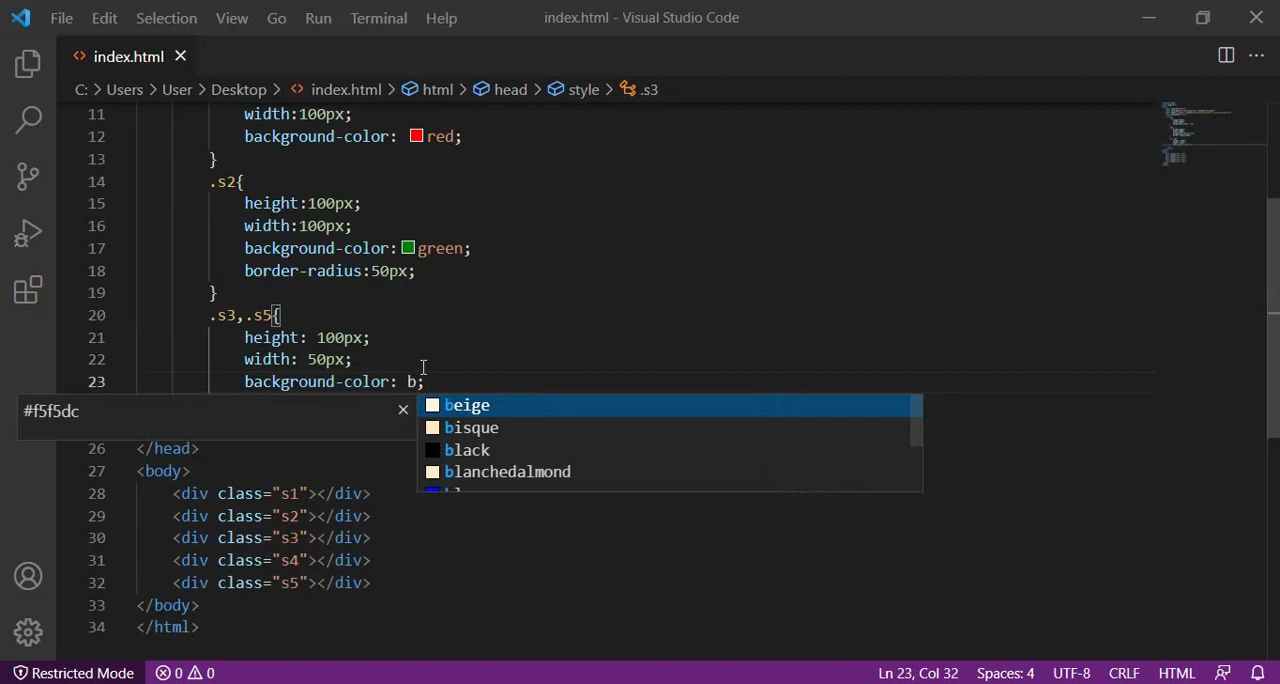 File Edit Selection View Go Run Terminal Help index.html - Visual Studio Code
index.html
C: > Users > User > Desktop > index.html > html > head > style > .s3
11 width:100px;
12 background-color: red;
13 }
14 .s2{
15 height:100px;
16 width:100px;
17 background-color: green;
18 border-radius:50px;
19 }
20 .s3,.s5{
21 height: 100px;
22 width: 50px;
23 background-color: b;
#f5f5dc
beige
bisque
black
blanchedalmond
26 </head>
27 <body>
28 <div class="s1"></div>
29 <div class="s2"></div>
30 <div class="s3"></div>
31 <div class="s4"></div>
32 <div class="s5"></div>
33 </body>
34 </html>
Restricted Mode 0 0 Ln 23, Col 32 Spaces: 4 UTF-8 CRLF HTML